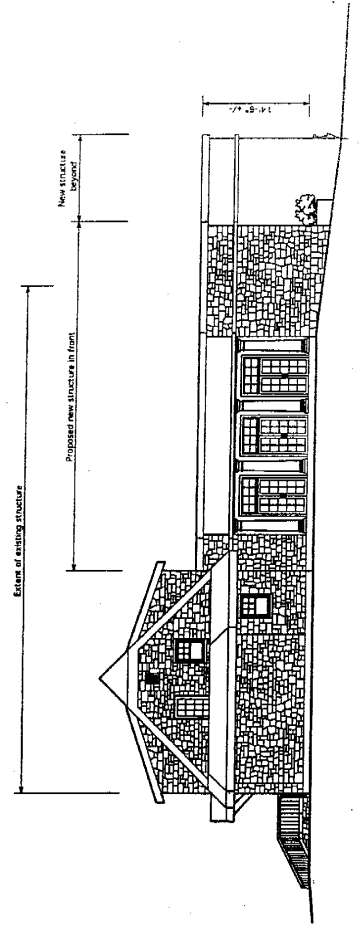 Extent of existing structure
Proposed new structure in front
New structure
beyond
14'-6" +/-